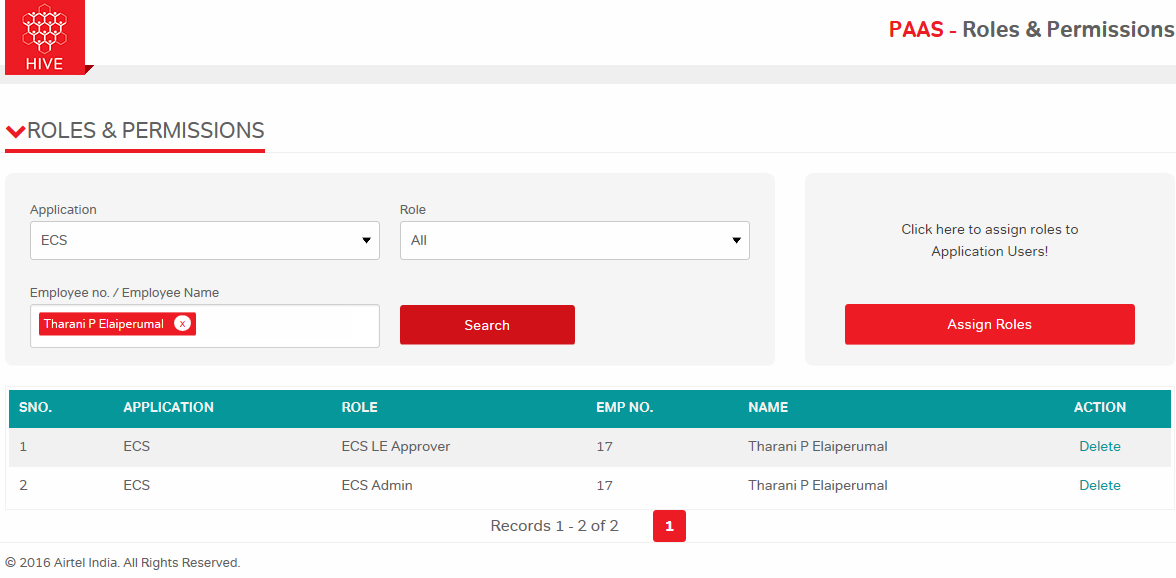 HIVE
PAAS - Roles & Permissions
ROLES & PERMISSIONS
Application
Role
ECS
All
Employee no. / Employee Name
Tharani P Elaiperumal x
Search
Click here to assign roles to
Application Users!
Assign Roles
SNO. APPLICATION ROLE EMP NO. NAME ACTION
1 ECS ECS LE Approver 17 Tharani P Elaiperumal Delete
2 ECS ECS Admin 17 Tharani P Elaiperumal Delete
Records 1 - 2 of 2 1
© 2016 Airtel India. All Rights Reserved.